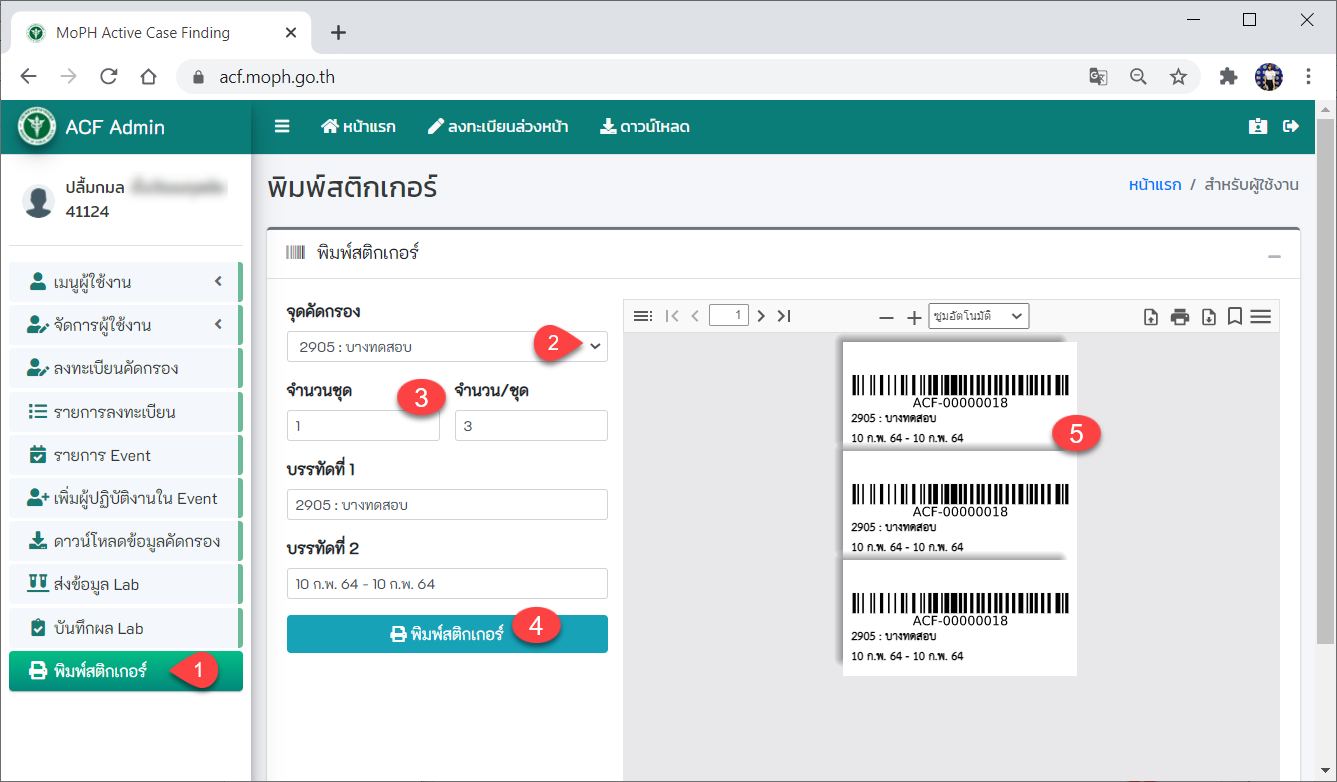 MoPH Active Case Finding
acf.moph.go.th
ACF Admin
หน้าแรก
ลงทะเบียนล่วงหน้า
ดาวน์โหลด
ปลื้มกมล
41124
เมนูผู้ใช้งาน
จัดการผู้ใช้งาน
ลงทะเบียนคัดกรอง
รายการลงทะเบียน
รายการ Event
เพิ่มผู้ปฏิบัติงานใน Event
ดาวน์โหลดข้อมูลคัดกรอง
ส่งข้อมูล Lab
บันทึกผล Lab
พิมพ์สติกเกอร์
1
พิมพ์สติกเกอร์
หน้าแรก / สำหรับผู้ใช้งาน
พิมพ์สติกเกอร์
จุดคัดกรอง
2905 : บางทดสอบ
2
จำนวนชุด
3
จำนวน/ชุด
1
3
บรรทัดที่ 1
2905 : บางทดสอบ
บรรทัดที่ 2
10 ก.พ. 64 - 10 ก.พ. 64
พิมพ์สติกเกอร์
4
1
ซูมอัตโนมัติ
ACF-00000018
2905 : บางทดสอบ
10 ก.พ. 64 - 10 ก.พ. 64
5
ACF-00000018
2905 : บางทดสอบ
10 ก.พ. 64 - 10 ก.พ. 64
ACF-00000018
2905 : บางทดสอบ
10 ก.พ. 64 - 10 ก.พ. 64